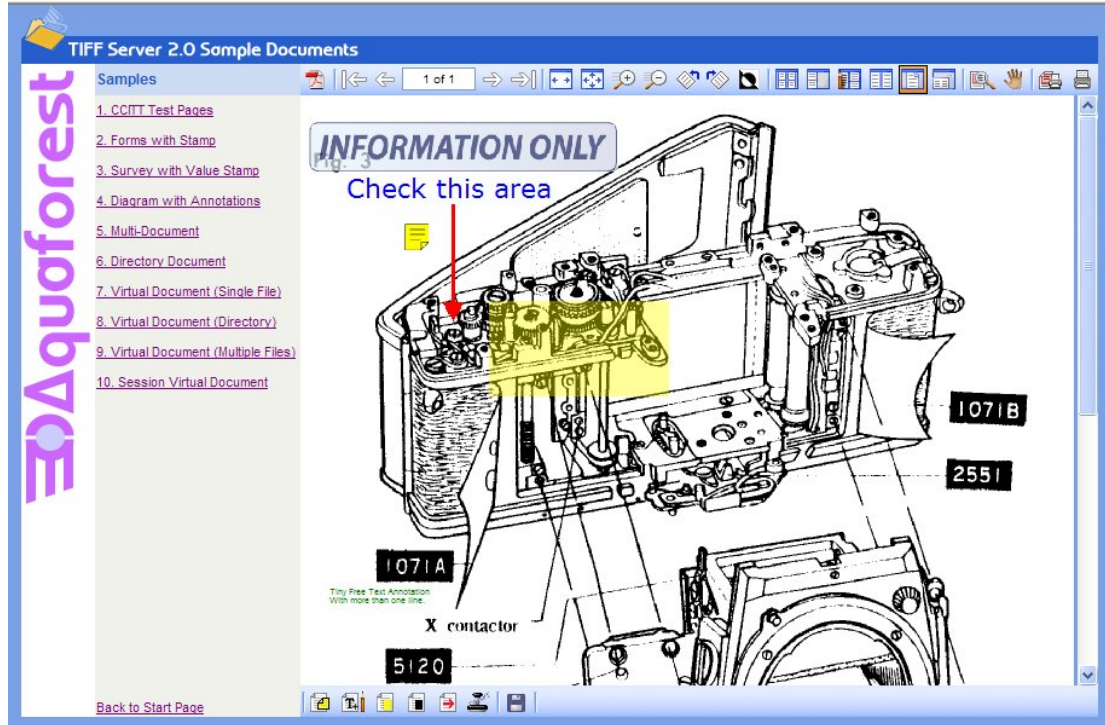 TIFF Server 2.0 Sample Documents
Aquaforest
Samples
1. CCITT Test Pages
2. Forms with Stamp
3. Survey with Value Stamp
4. Diagram with Annotations
5. Multi-Document
6. Directory Document
7. Virtual Document (Single File)
8. Virtual Document (Directory)
9. Virtual Document (Multiple Files)
10. Session Virtual Document
Back to Start Page
1 of 1
INFORMATION ONLY
Fig. 3
Check this area
1071B
2551
1071A
Tiny Free Text Annotation
With more than one line.
X contactor
5120